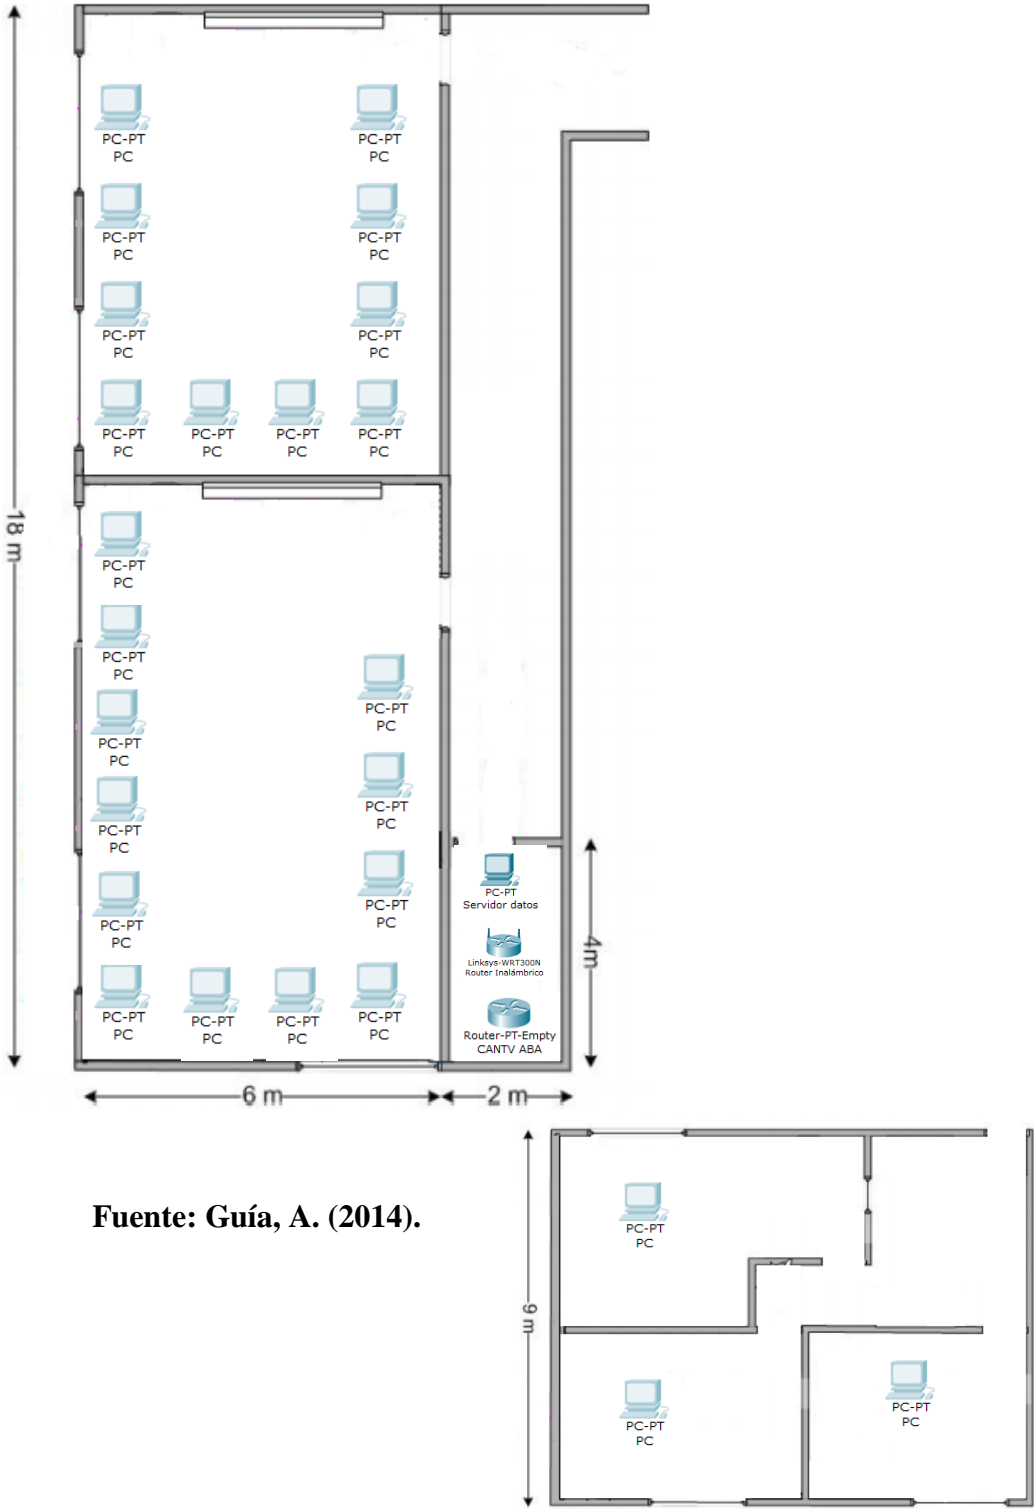 PC-PT
PC
PC-PT
PC
PC-PT
PC
PC-PT
PC
PC-PT
PC
PC-PT
PC
PC-PT
PC
PC-PT
PC
PC-PT
PC
PC-PT
PC
18 m
PC-PT
PC
PC-PT
PC
PC-PT
PC
PC-PT
PC
PC-PT
PC
PC-PT
PC
PC-PT
PC
PC-PT
PC
PC-PT
PC
PC-PT
PC
PC-PT
PC
PC-PT
PC
PC-PT
Servidor datos
Linksys-WRT300N
Router Inalámbrico
Router-PT-Empty
CANTV ABA
4m
6 m
2 m
Fuente: Guía, A. (2014).
9 m
PC-PT
PC
PC-PT
PC
PC-PT
PC